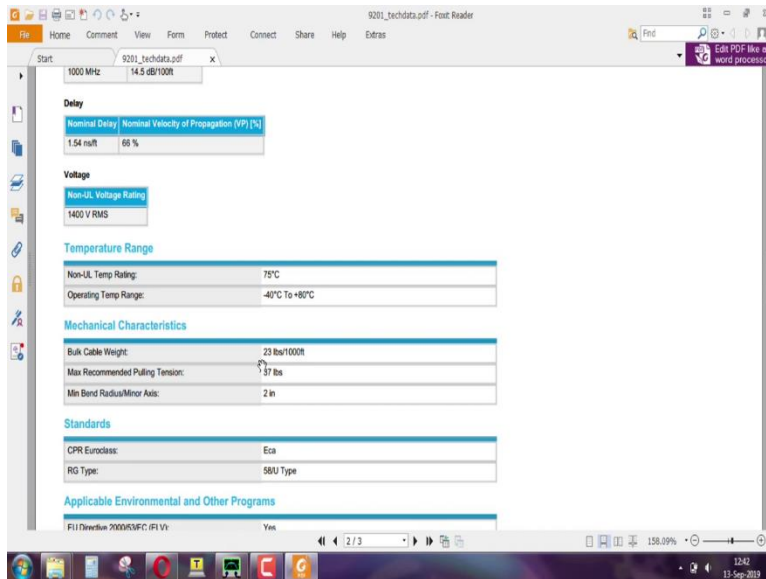 9201_techdata.pdf - Foxit Reader
File Home Comment View Form Protect Connect Share Help Extras Find
Start 9201_techdata.pdf x
Edit PDF like a
word processo
1000 MHz 14.5 dB/100ft
Delay
Nominal Delay Nominal Velocity of Propagation (VP) [%]
1.54 ns/ft 66 %
Voltage
Non-UL Voltage Rating
1400 V RMS
Temperature Range
Non-UL Temp Rating: 75°C
Operating Temp Range: -40°C To +80°C
Mechanical Characteristics
Bulk Cable Weight: 23 lbs/1000ft
Max Recommended Pulling Tension: 37 lbs
Min Bend Radius/Minor Axis: 2 in
Standards
CPR Euroclass: Eca
RG Type: 58/U Type
Applicable Environmental and Other Programs
EU Directive 2000/53/EC (ELV): Yes
2 / 3 158.09%
12:42
13-Sep-2019